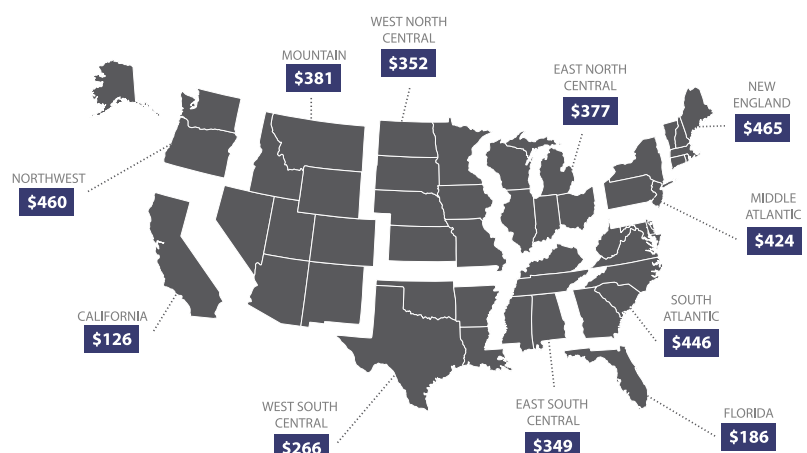 WEST NORTH
CENTRAL
$352
MOUNTAIN
$381
EAST NORTH
CENTRAL
$377
NEW
ENGLAND
$465
NORTHWEST
$460
MIDDLE
ATLANTIC
$424
CALIFORNIA
$126
SOUTH
ATLANTIC
$446
WEST SOUTH
CENTRAL
$266
EAST SOUTH
CENTRAL
$349
FLORIDA
$186